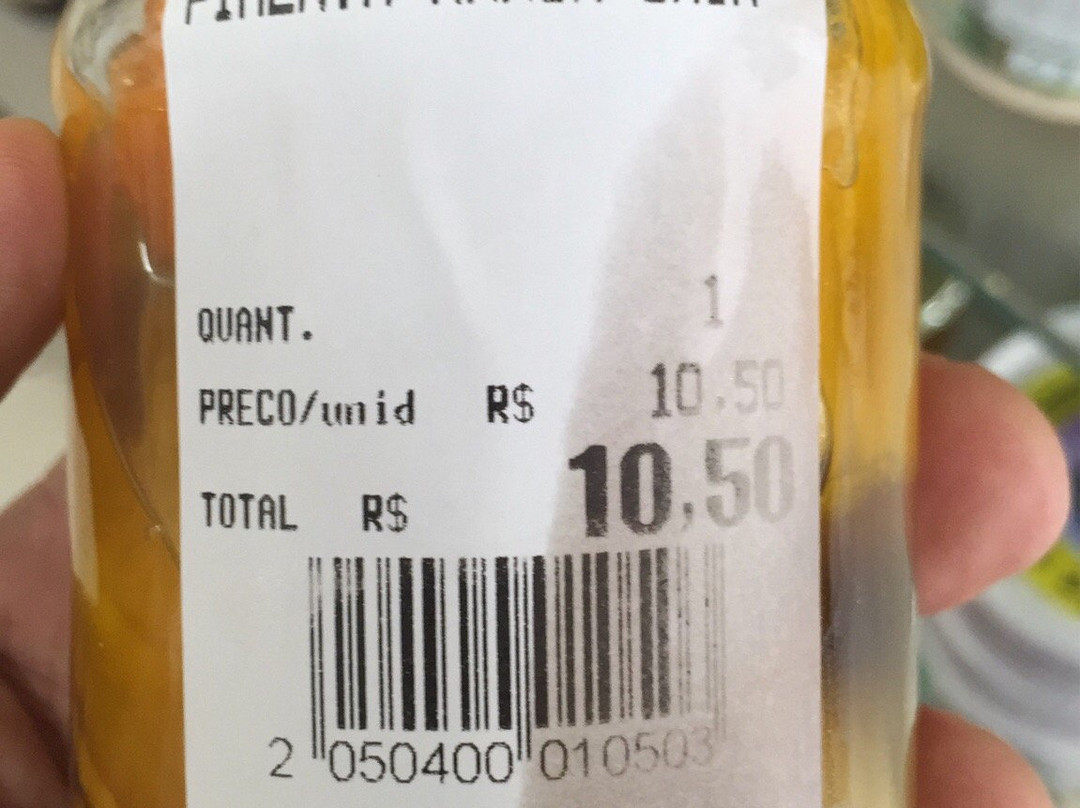 QUANT. 1
PRECO/unid R$ 10,50
TOTAL R$ 10,50
2 050400 010503